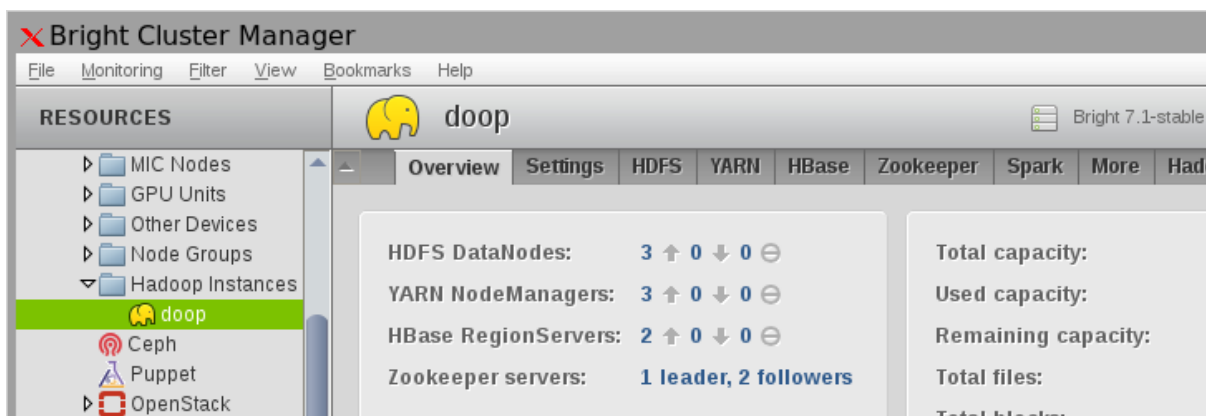 Bright Cluster Manager
File Monitoring Filter View Bookmarks Help
RESOURCES
doop
Bright 7.1-stable
MIC Nodes
GPU Units
Other Devices
Node Groups
Hadoop Instances
doop
Ceph
Puppet
OpenStack
Overview Settings HDFS YARN HBase Zookeeper Spark More Had
HDFS DataNodes: 3 0 0
YARN NodeManagers: 3 0 0
HBase RegionServers: 2 0 0
Zookeeper servers: 1 leader, 2 followers
Total capacity:
Used capacity:
Remaining capacity:
Total files: